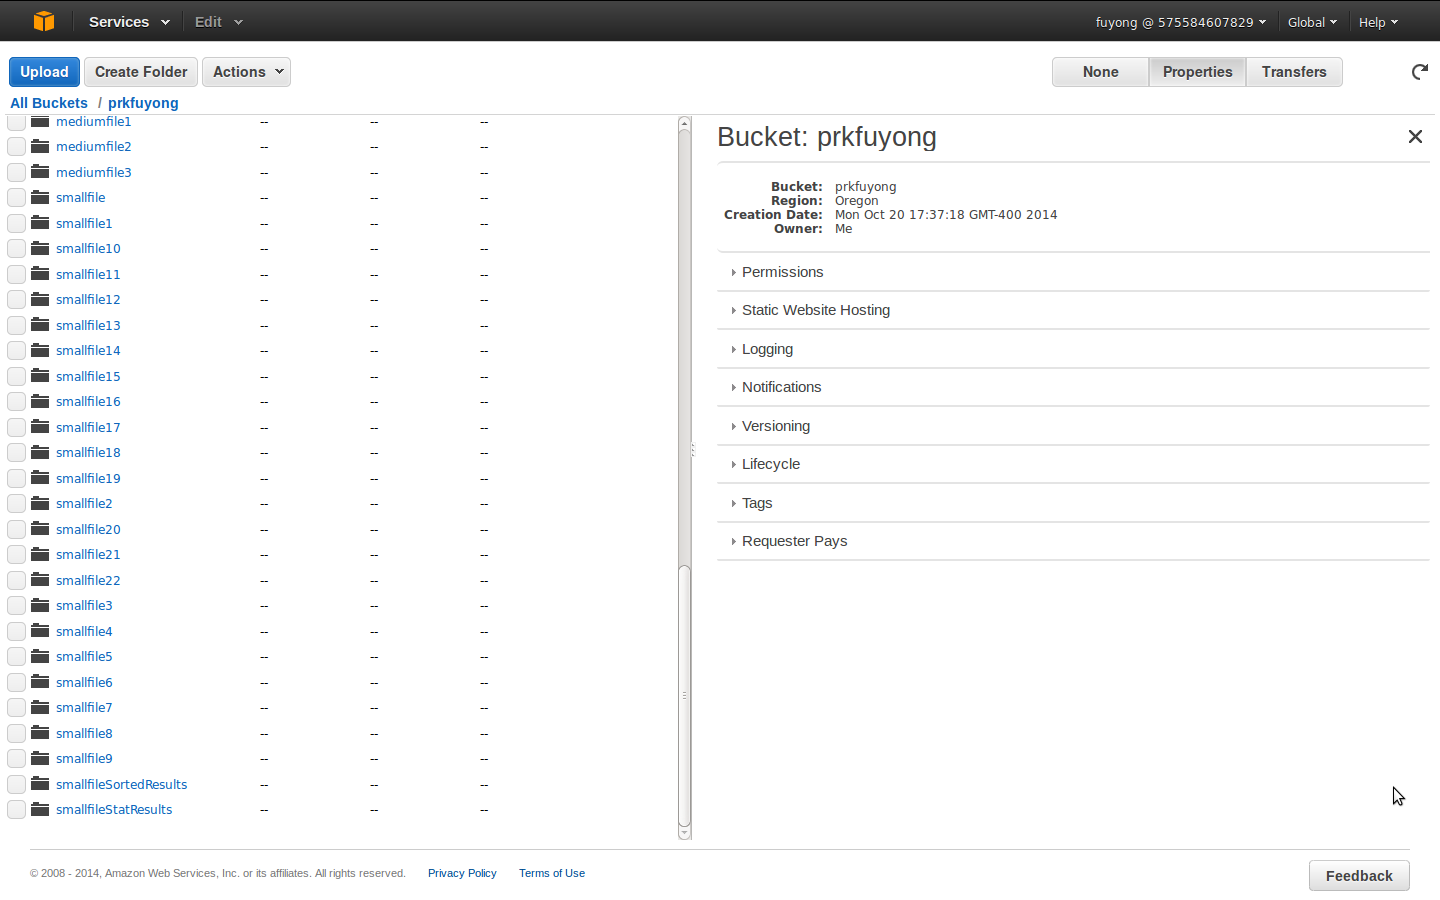 Services Edit fuyong @ 575584607829 Global Help
Upload Create Folder Actions None Properties Transfers
All Buckets / prkfuyong
mediumfile1 -- -- --
mediumfile2 -- -- --
mediumfile3 -- -- --
smallfile -- -- --
smallfile1 -- -- --
smallfile10 -- -- --
smallfile11 -- -- --
smallfile12 -- -- --
smallfile13 -- -- --
smallfile14 -- -- --
smallfile15 -- -- --
smallfile16 -- -- --
smallfile17 -- -- --
smallfile18 -- -- --
smallfile19 -- -- --
smallfile2 -- -- --
smallfile20 -- -- --
smallfile21 -- -- --
smallfile22 -- -- --
smallfile3 -- -- --
smallfile4 -- -- --
smallfile5 -- -- --
smallfile6 -- -- --
smallfile7 -- -- --
smallfile8 -- -- --
smallfile9 -- -- --
smallfileSortedResults -- -- --
smallfileStatResults -- -- --
Bucket: prkfuyong
Bucket: prkfuyong
Region: Oregon
Creation Date: Mon Oct 20 17:37:18 GMT-400 2014
Owner: Me
Permissions
Static Website Hosting
Logging
Notifications
Versioning
Lifecycle
Tags
Requester Pays
© 2008 - 2014, Amazon Web Services, Inc. or its affiliates. All rights reserved. Privacy Policy Terms of Use Feedback